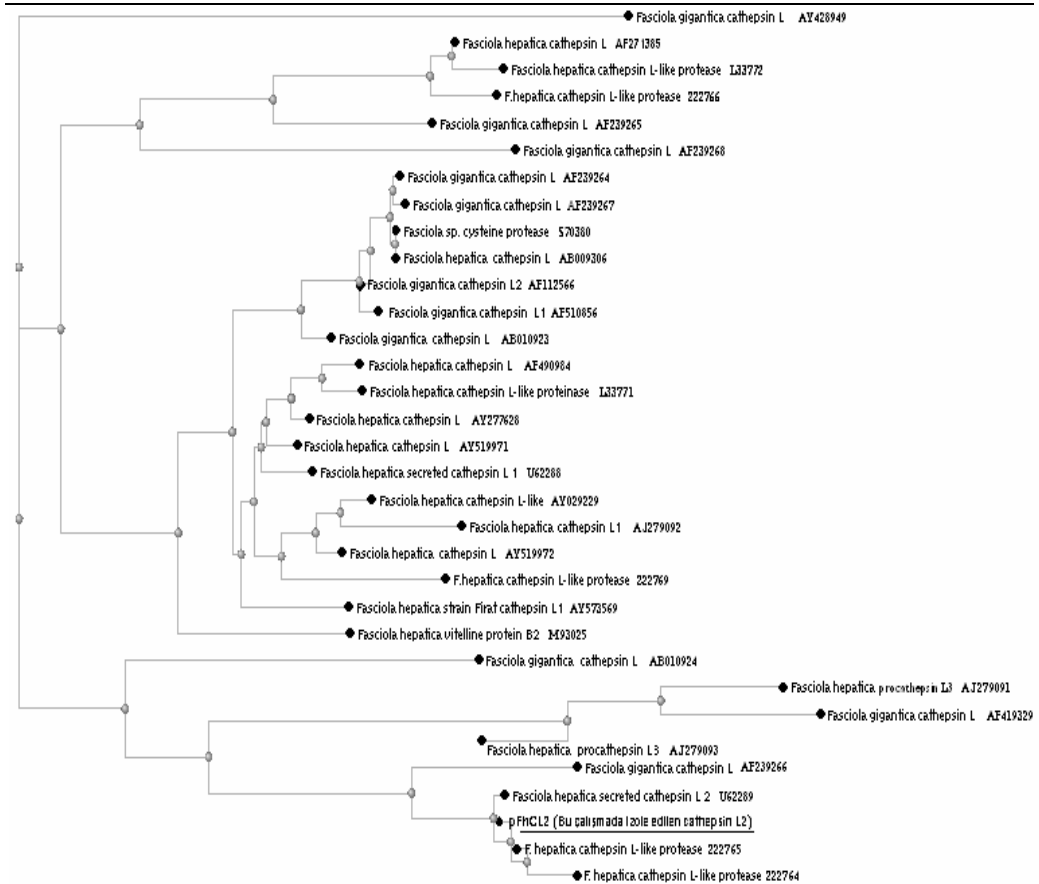 Fasciola gigantica cathepsin L AY428949
Fasciola hepatica cathepsin L AF271385
Fasciola hepatica cathepsin L-like protease L33772
F.hepatica cathepsin L-like protease Z22766
Fasciola gigantica cathepsin L AF239265
Fasciola gigantica cathepsin L AF239268
Fasciola gigantica cathepsin L AF239264
Fasciola gigantica cathepsin L AF239267
Fasciola sp. cysteine protease S70380
Fasciola hepatica cathepsin L AB009306
Fasciola gigantica cathepsin L2 AF112566
Fasciola gigantica cathepsin L1 AF510856
Fasciola gigantica cathepsin L AB010923
Fasciola hepatica cathepsin L AF490984
Fasciola hepatica cathepsin L-like proteinase L33771
Fasciola hepatica cathepsin L AY277628
Fasciola hepatica cathepsin L AY519971
Fasciola hepatica secreted cathepsin L 1 U62288
Fasciola hepatica cathepsin L-like AY029229
Fasciola hepatica cathepsin L1 AJ279092
Fasciola hepatica cathepsin L AY519972
F.hepatica cathepsin L-like protease Z22769
Fasciola hepatica strain Firat cathepsin L1 AY573569
Fasciola hepatica vitelline protein B2 M93025
Fasciola gigantica cathepsin L AB010924
Fasciola hepatica procathepsin L3 AJ279091
Fasciola gigantica cathepsin L AF419329
Fasciola hepatica procathepsin L3 AJ279093
Fasciola gigantica cathepsin L AF239266
Fasciola hepatica secreted cathepsin L 2 U62289
pFhCL2 (Bu çalışmada izole edilen cathepsin L2)
F. hepatica cathepsin L-like protease Z22765
F. hepatica cathepsin L-like protease Z22764